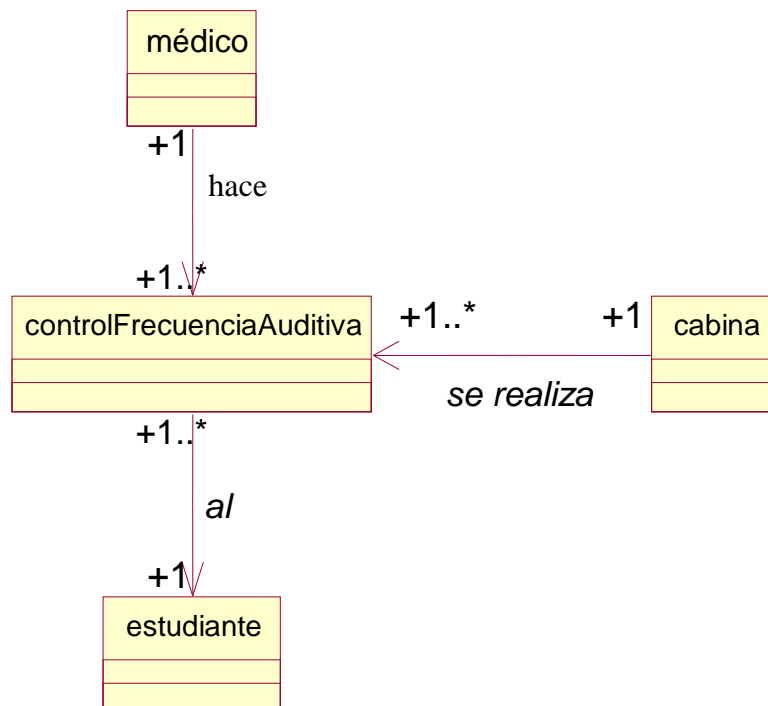 médico
+1
hace
+1..*
controlFrecuenciaAuditiva
+1..*
+1
cabina
se realiza
+1..*
al
+1
estudiante